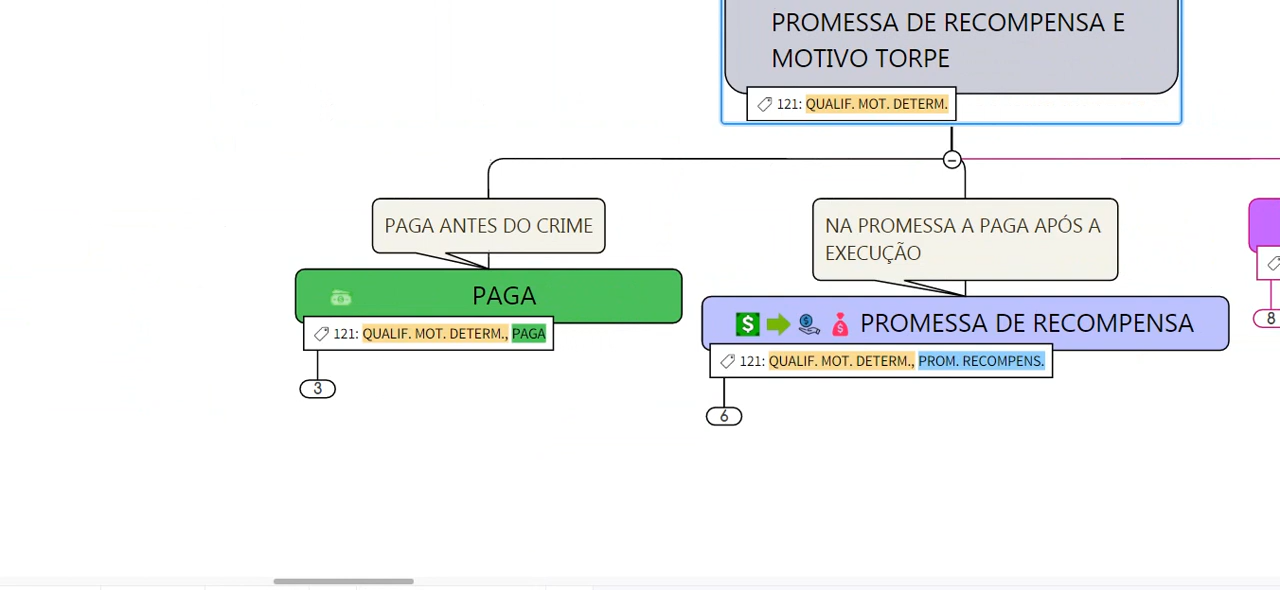 PROMESSA DE RECOMPENSA E
MOTIVO TORPE
121: QUALIF. MOT. DETERM.
PAGA ANTES DO CRIME
NA PROMESSA A PAGA APÓS A
EXECUÇÃO
PAGA
121: QUALIF. MOT. DETERM., PAGA
3
PROMESSA DE RECOMPENSA
121: QUALIF. MOT. DETERM., PROM. RECOMPENS.
6
8